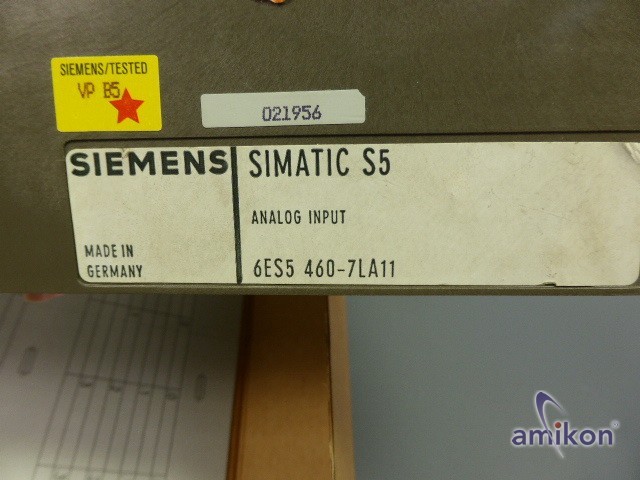 SIEMENS/TESTED
VP B5
021956
SIEMENS
SIMATIC S5
ANALOG INPUT
MADE IN
GERMANY
6ES5 460-7LA11
amikon®